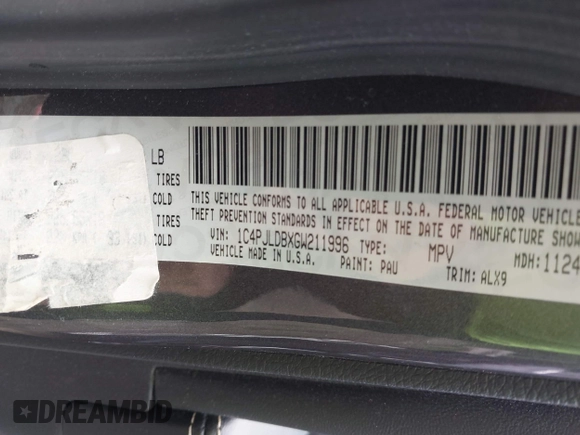 LB
TIRES
COLD
TIRES
COLD
THIS VEHICLE CONFORMS TO ALL APPLICABLE U.S.A. FEDERAL MOTOR VEHICLE
THEFT PREVENTION STANDARDS IN EFFECT ON THE DATE OF MANUFACTURE SHOW
VIN: 1C4PJLDBXGW211996 TYPE: MPV MDH: 1124
VEHICLE MADE IN U.S.A. PAINT: PAU TRIM: ALX9
DREAMBID